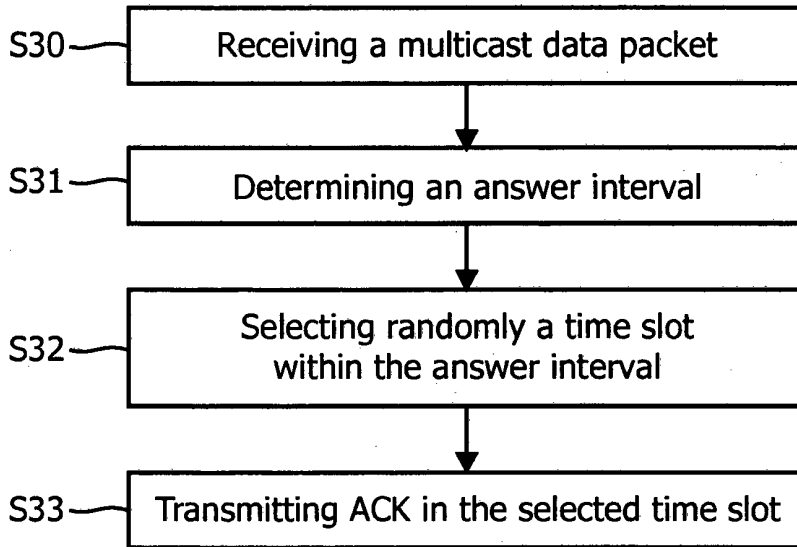 S30 Receiving a multicast data packet
S31 Determining an answer interval
S32 Selecting randomly a time slot
within the answer interval
S33 Transmitting ACK in the selected time slot